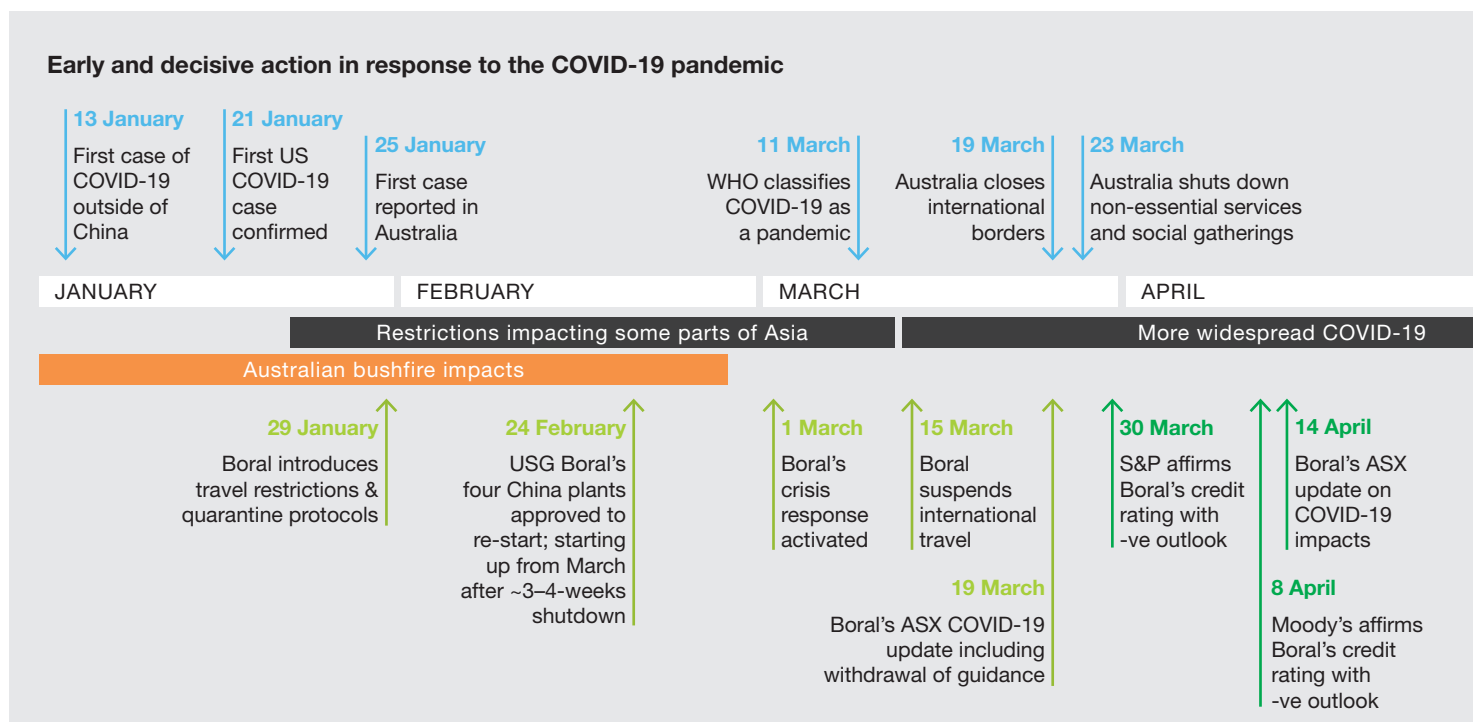 Early and decisive action in response to the COVID-19 pandemic
13 January
First case of
COVID-19
outside of
China
21 January
First US
COVID-19
case
confirmed
25 January
First case
reported in
Australia
11 March
WHO classifies
COVID-19 as
a pandemic
19 March
Australia closes
international
borders
23 March
Australia shuts down
non-essential services
and social gatherings
JANUARY
FEBRUARY
MARCH
APRIL
Restrictions impacting some parts of Asia
More widespread COVID-19
Australian bushfire impacts
29 January
Boral introduces
travel restrictions &
quarantine protocols
24 February
USG Boral’s
four China plants
approved to
re-start; starting
up from March
after ~3–4-weeks
shutdown
1 March
Boral’s
crisis
response
activated
15 March
Boral
suspends
international
travel
19 March
Boral’s ASX COVID-19
update including
withdrawal of guidance
30 March
S&P affirms
Boral’s credit
rating with
-ve outlook
8 April
Moody’s affirms
Boral’s credit
rating with
-ve outlook
14 April
Boral’s ASX
update on
COVID-19
impacts